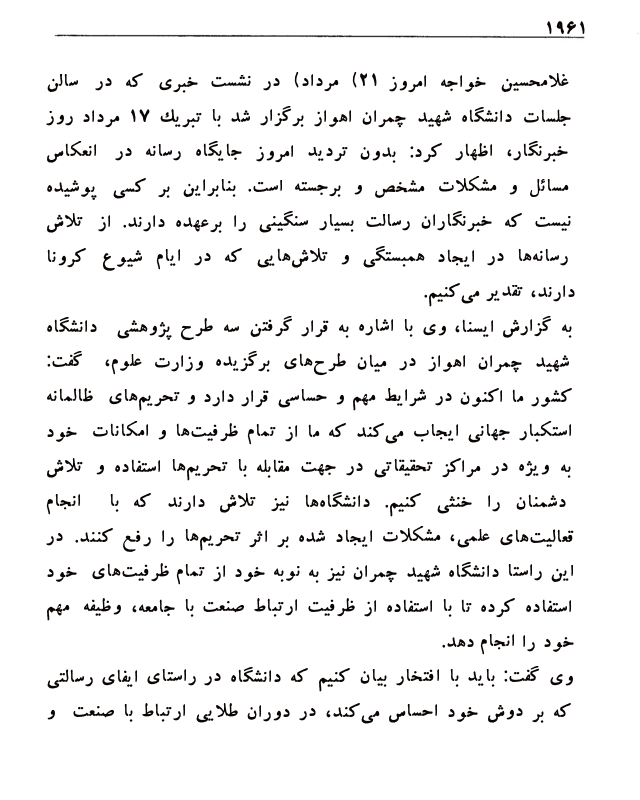 ۱۹۶۱
غلامحسین خواجه امروز ۲۱) مرداد) در نشست خبری که در سالن
جلسات دانشگاه شهید چمران اهواز برگزار شد با تبریك ۱۷ مرداد روز
خبرنگار، اظهار کرد: بدون تردید امروز جایگاه رسانه در انعکاس
مسائل و مشکلات مشخص و برجسته است. بنابراین بر کسی پوشیده
نیست که خبرنگاران رسالت بسیار سنگینی را برعهده دارند. از تلاش
رسانه‌ها در ایجاد همبستگی و تلاش‌هایی که در ایام شیوع کرونا
دارند، تقدیر می‌کنیم.
به گزارش ایسنا، وی با اشاره به قرار گرفتن سه طرح پژوهشی دانشگاه
شهید چمران اهواز در میان طرح‌های برگزیده وزارت علوم، گفت:
کشور ما اکنون در شرایط مهم و حساسی قرار دارد و تحریم‌های ظالمانه
استکبار جهانی ایجاب می‌کند که ما از تمام ظرفیت‌ها و امکانات خود
به ویژه در مراکز تحقیقاتی در جهت مقابله با تحریم‌ها استفاده و تلاش
دشمنان را خنثی کنیم. دانشگاه‌ها نیز تلاش دارند که با انجام
فعالیت‌های علمی، مشکلات ایجاد شده بر اثر تحریم‌ها را رفع کنند. در
این راستا دانشگاه شهید چمران نیز به نوبه خود از تمام ظرفیت‌های خود
استفاده کرده تا با استفاده از ظرفیت ارتباط صنعت با جامعه، وظیفه مهم
خود را انجام دهد.
وی گفت: باید با افتخار بیان کنیم که دانشگاه در راستای ایفای رسالتی
که بر دوش خود احساس می‌کند، در دوران طلایی ارتباط با صنعت و